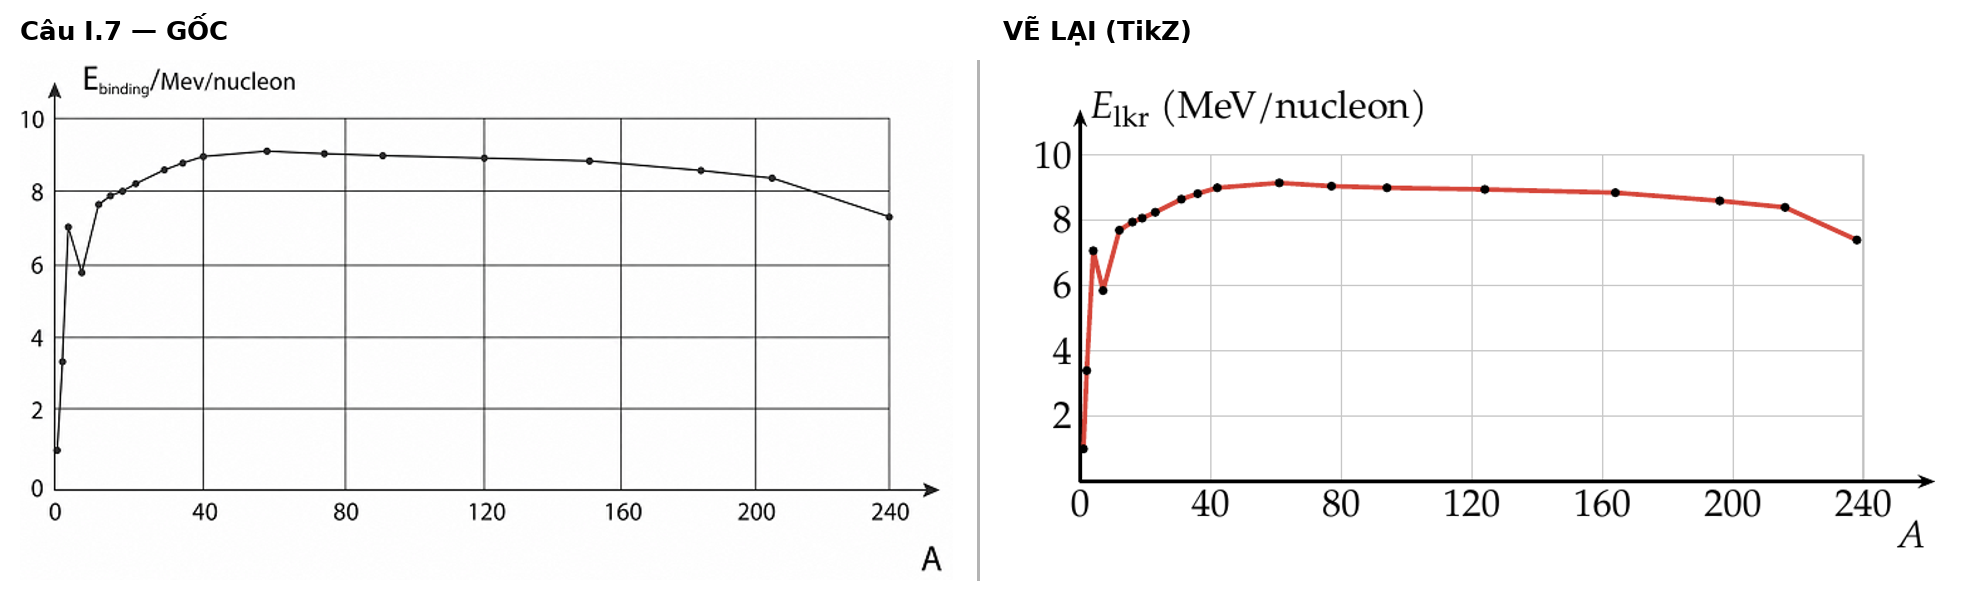 Câu I.7 — GỐC
E_binding/Mev/nucleon
10
8
6
4
2
0
0 40 80 120 160 200 240
A
VẼ LẠI (TikZ)
E_lkr (MeV/nucleon)
10
8
6
4
2
0 40 80 120 160 200 240
A